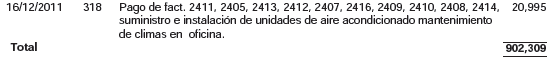 16/12/2011 318 Pago de fact. 2411, 2405, 2413, 2412, 2407, 2416, 2409, 2410, 2408, 2414, 20,995
suministro e instalación de unidades de aire acondicionado mantenimiento
de climas en oficina.
Total 902,309